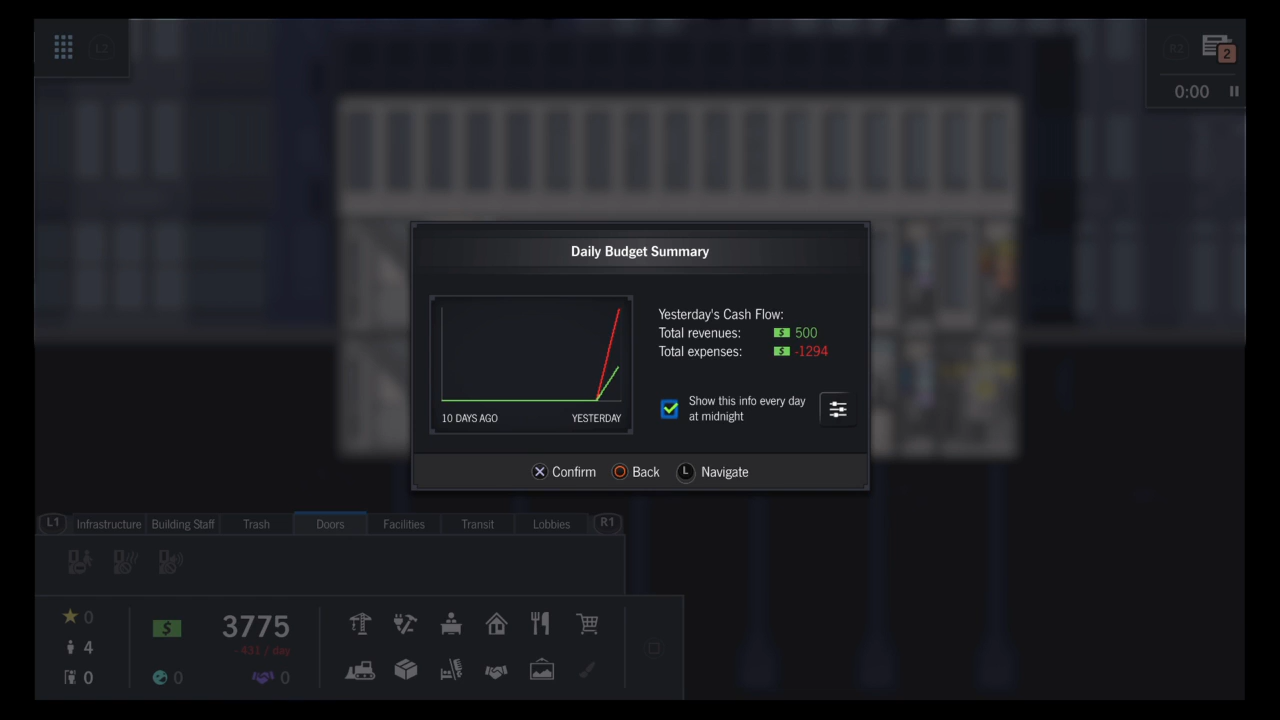 L2
R2
2
0:00
Daily Budget Summary
Yesterday's Cash Flow:
Total revenues: $ 500
Total expenses: $ -1294
10 DAYS AGO YESTERDAY
Show this info every day
at midnight
Confirm Back L Navigate
L1 Infrastructure Building Staff Trash Doors Facilities Transit Lobbies R1
0 $ 3775
- 431 / day
4
0 0 0